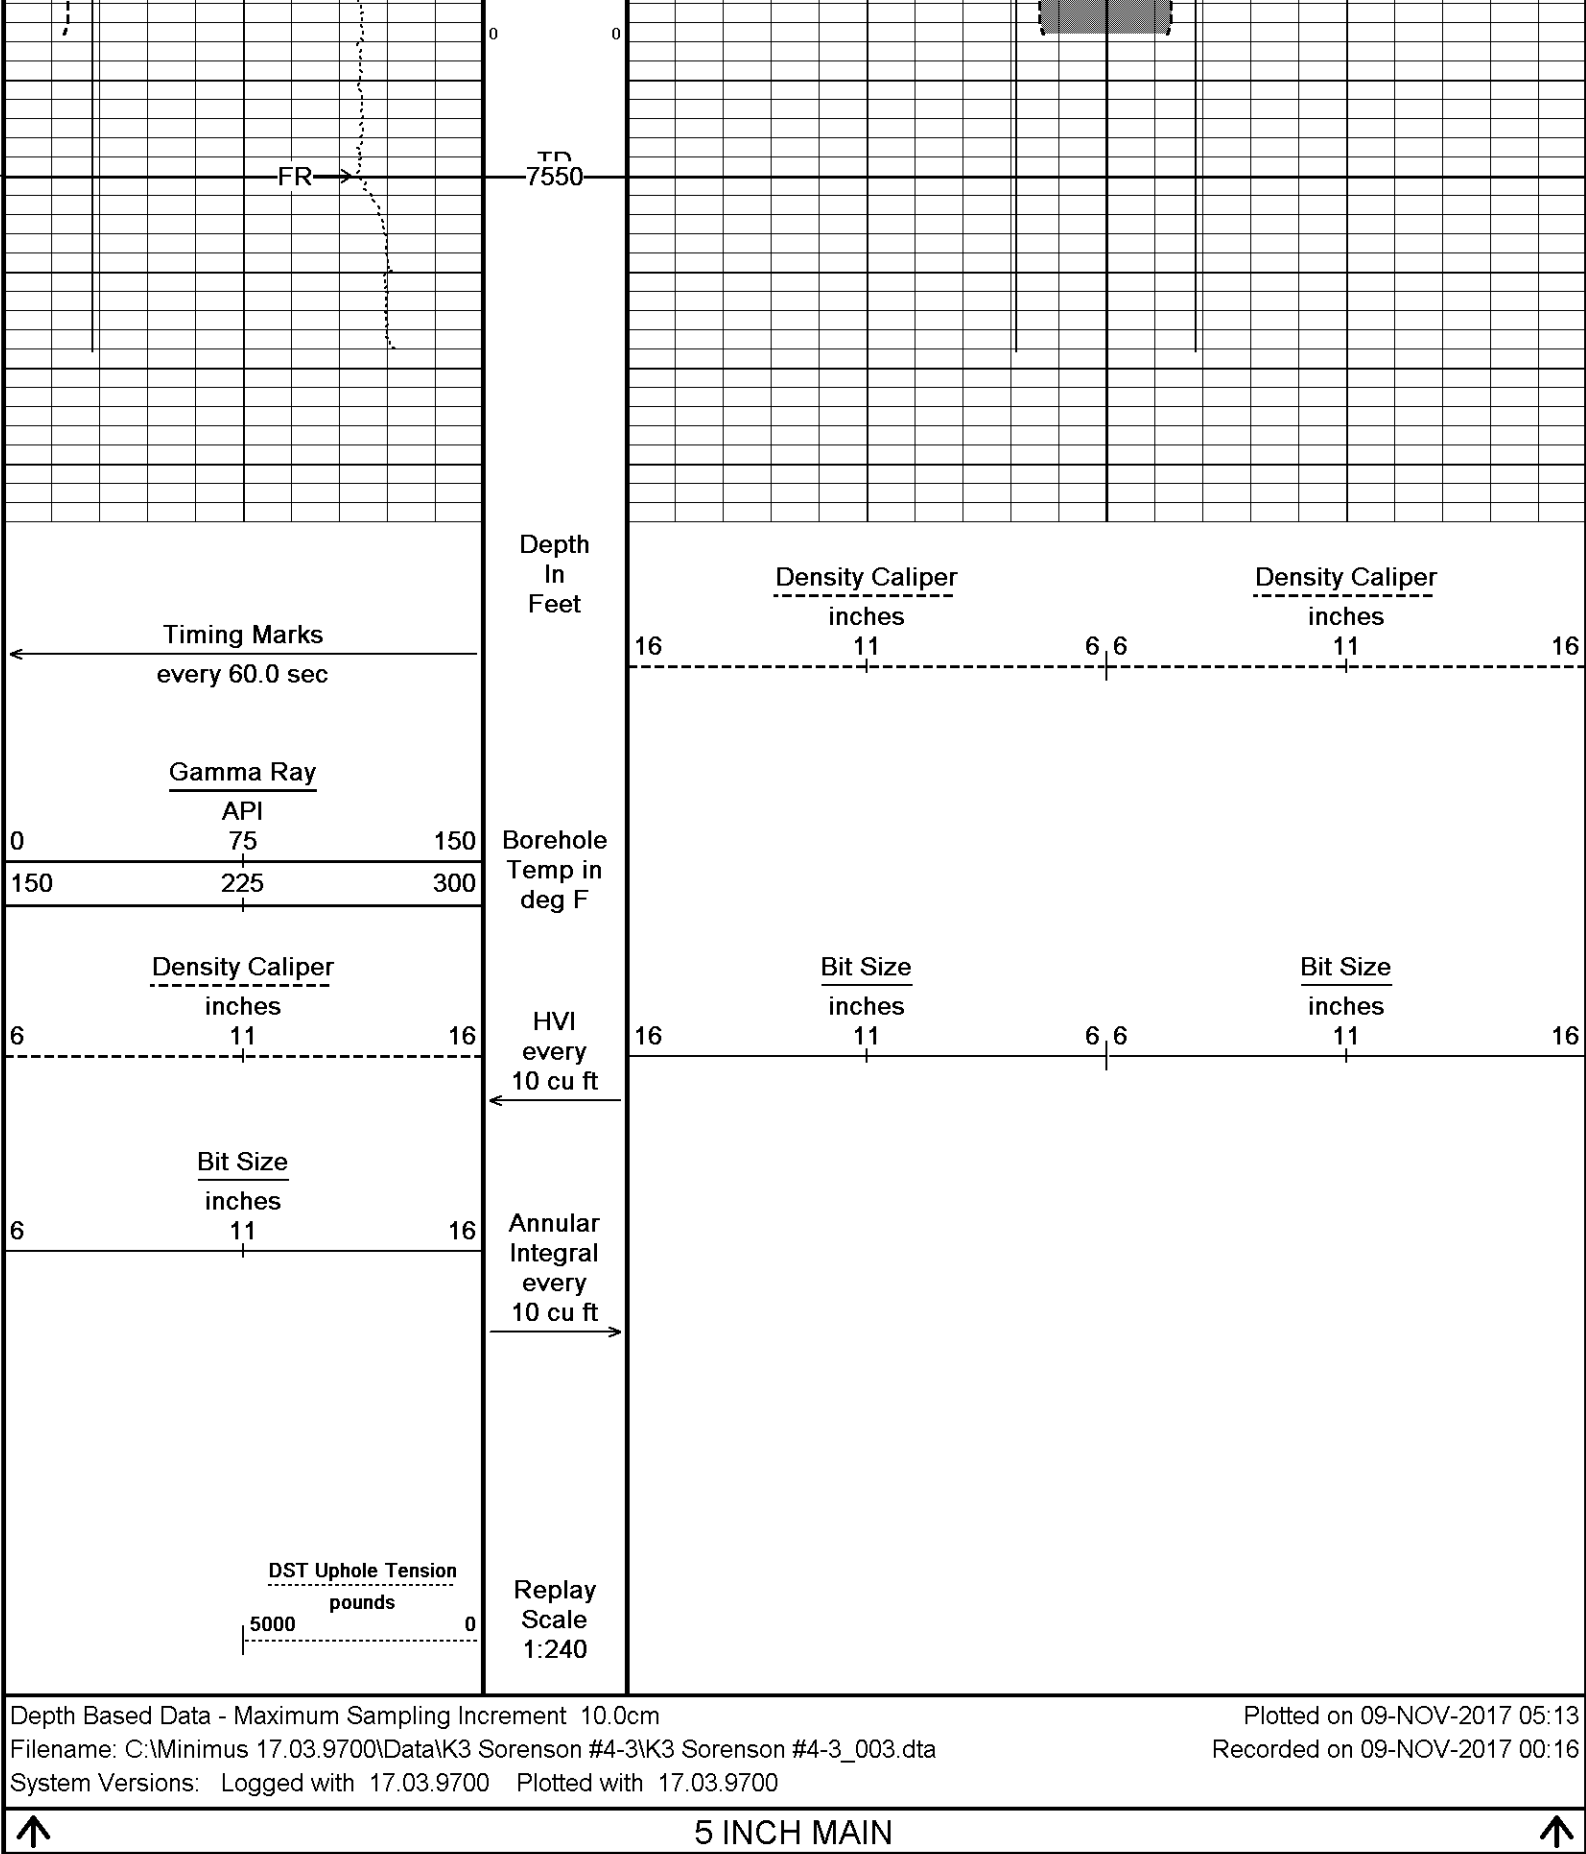 0 0
TD
FR 7550
Depth
In
Feet
Timing Marks
every 60.0 sec
Density Caliper
inches
16 11 6 6 11 16
Density Caliper
inches
Gamma Ray
API
0 75 150
150 225 300
Borehole
Temp in
deg F
Density Caliper
inches
6 11 16
HVI
every
10 cu ft
Bit Size
inches
16 11 6 6 11 16
Bit Size
inches
Bit Size
inches
6 11 16
Annular
Integral
every
10 cu ft
DST Uphole Tension
pounds
5000 0
Replay
Scale
1:240
Depth Based Data - Maximum Sampling Increment 10.0cm
Plotted on 09-NOV-2017 05:13
Filename: C:\Minimus 17.03.9700\Data\K3 Sorenson #4-3\K3 Sorenson #4-3_003.dta
Recorded on 09-NOV-2017 00:16
System Versions: Logged with 17.03.9700 Plotted with 17.03.9700
5 INCH MAIN